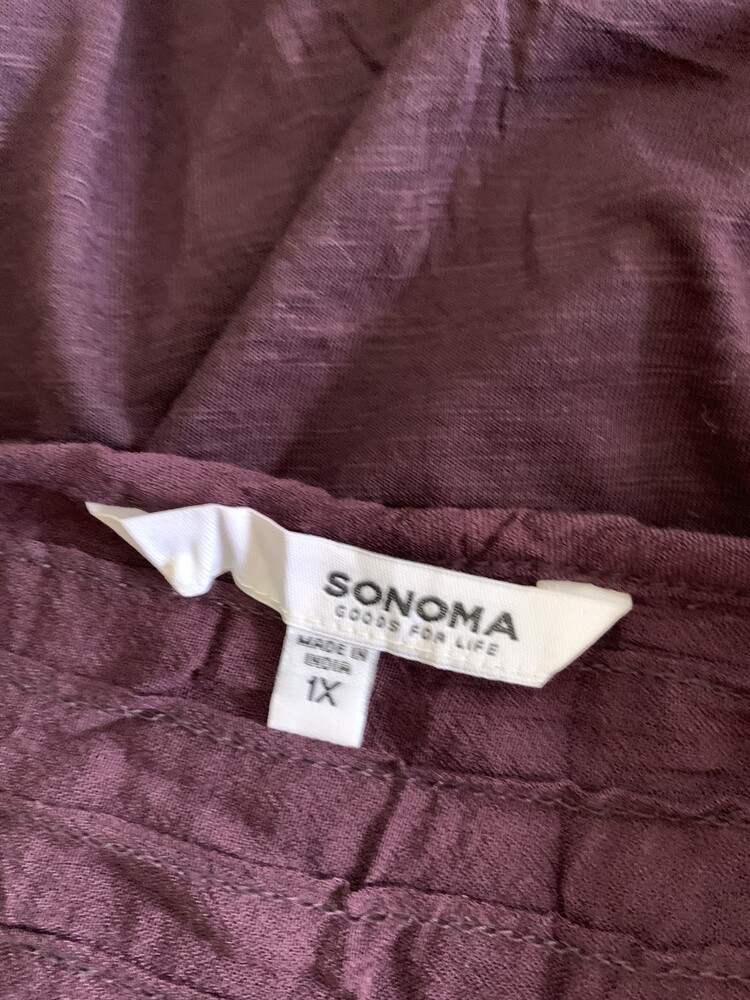 SONOMA
GOODS FOR LIFE
MADE IN
INDIA
1X